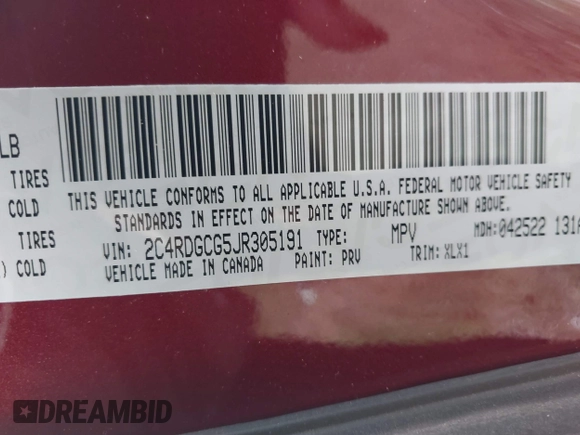 LB
TIRES
COLD
TIRES
) COLD
THIS VEHICLE CONFORMS TO ALL APPLICABLE U.S.A. FEDERAL MOTOR VEHICLE SAFETY
STANDARDS IN EFFECT ON THE DATE OF MANUFACTURE SHOWN ABOVE.
VIN: 2C4RDGCG5JR305191 TYPE: MPV MDH:042522 131A
VEHICLE MADE IN CANADA PAINT: PRV TRIM: XLX1
DREAMBID